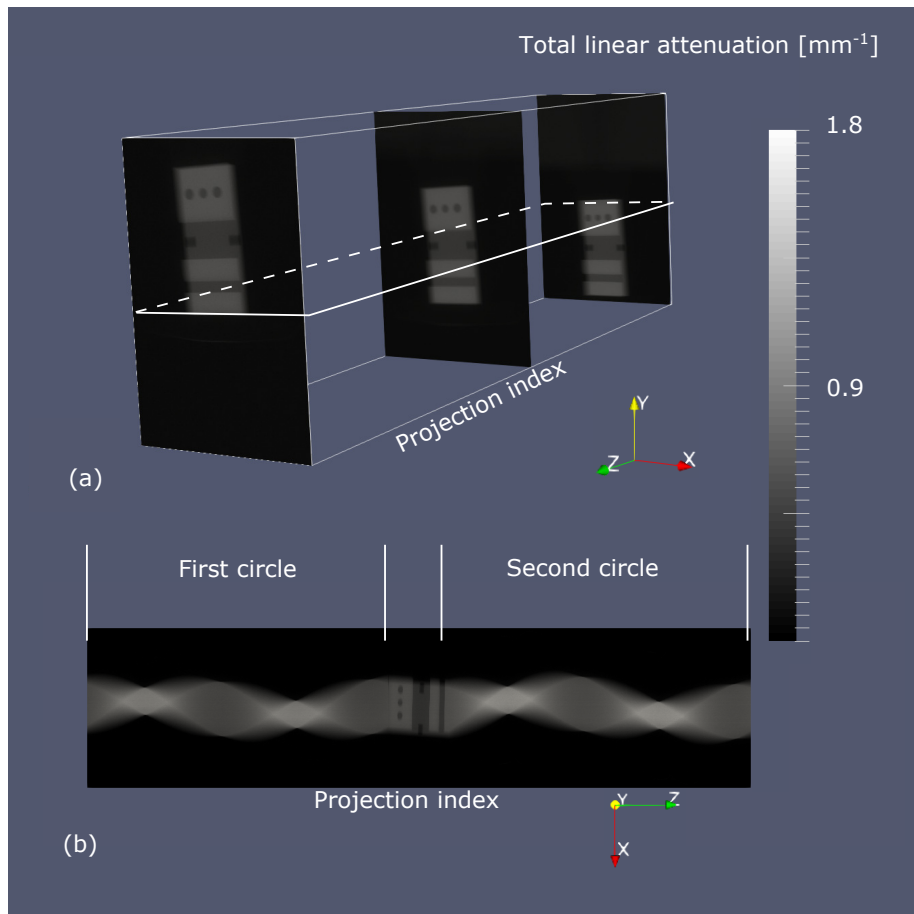 Total linear attenuation [mm⁻¹]
1.8
0.9
Projection index
Y
Z
X
(a)
First circle
Second circle
Projection index
Y
Z
X
(b)